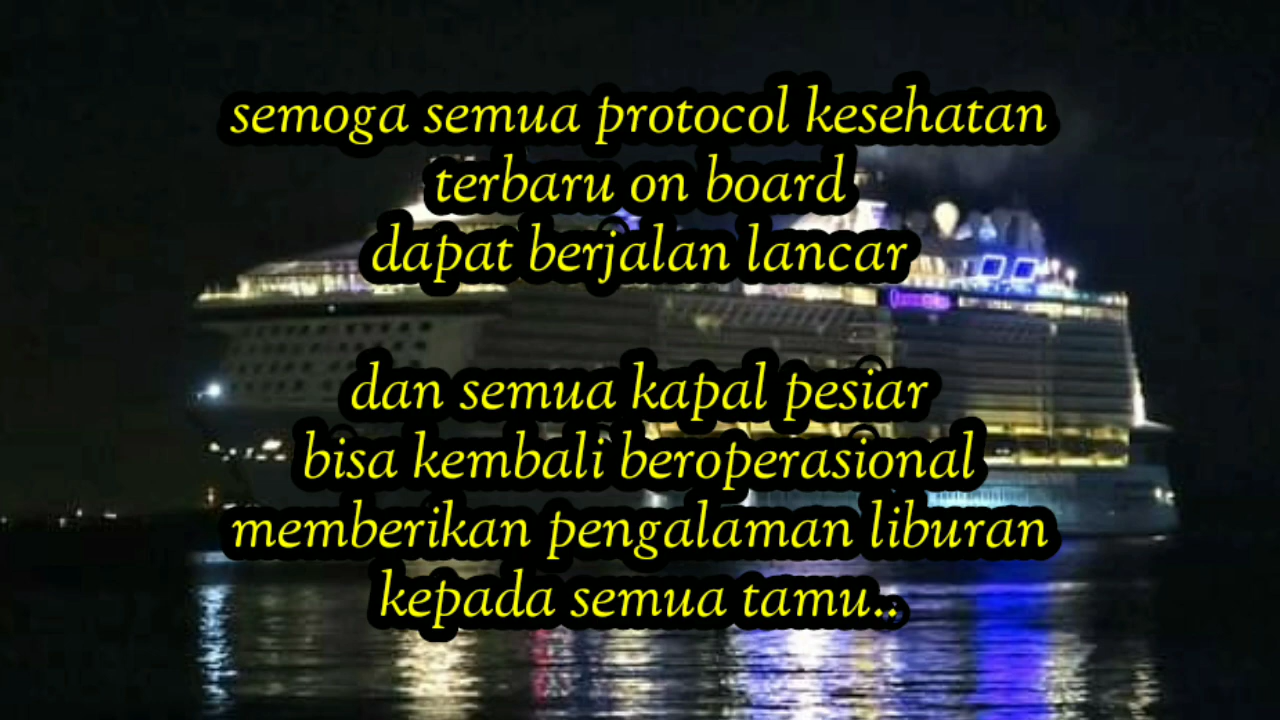 semoga semua protocol kesehatan
terbaru on board
dapat berjalan lancar
dan semua kapal pesiar
bisa kembali beroperasional
memberikan pengalaman liburan
kepada semua tamu..